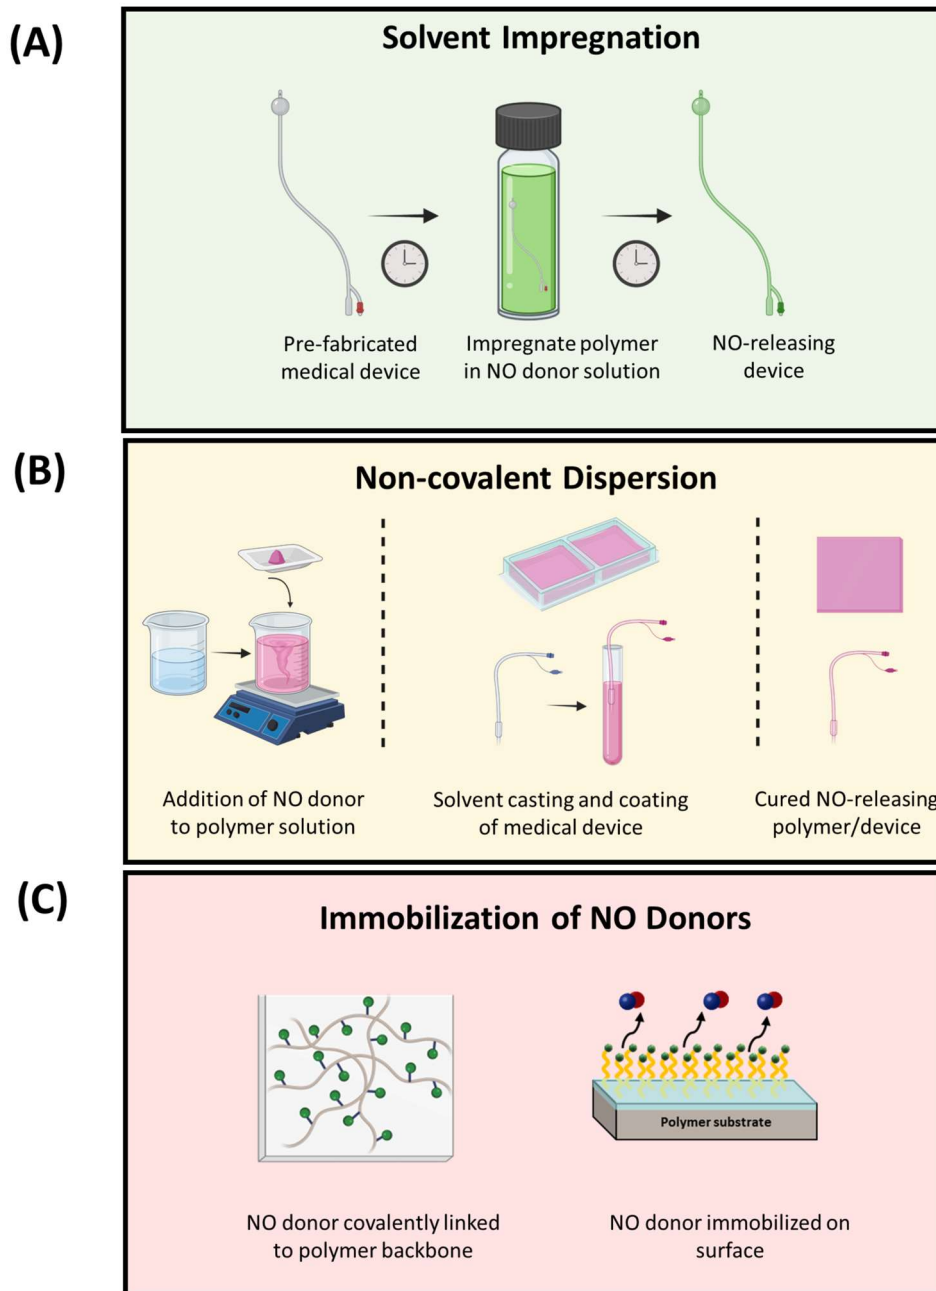 (A)
Solvent Impregnation
Pre-fabricated
medical device
Impregnate polymer
in NO donor solution
NO-releasing
device
(B)
Non-covalent Dispersion
Addition of NO donor
to polymer solution
Solvent casting and coating
of medical device
Cured NO-releasing
polymer/device
(C)
Immobilization of NO Donors
Polymer substrate
NO donor covalently linked
to polymer backbone
NO donor immobilized on
surface